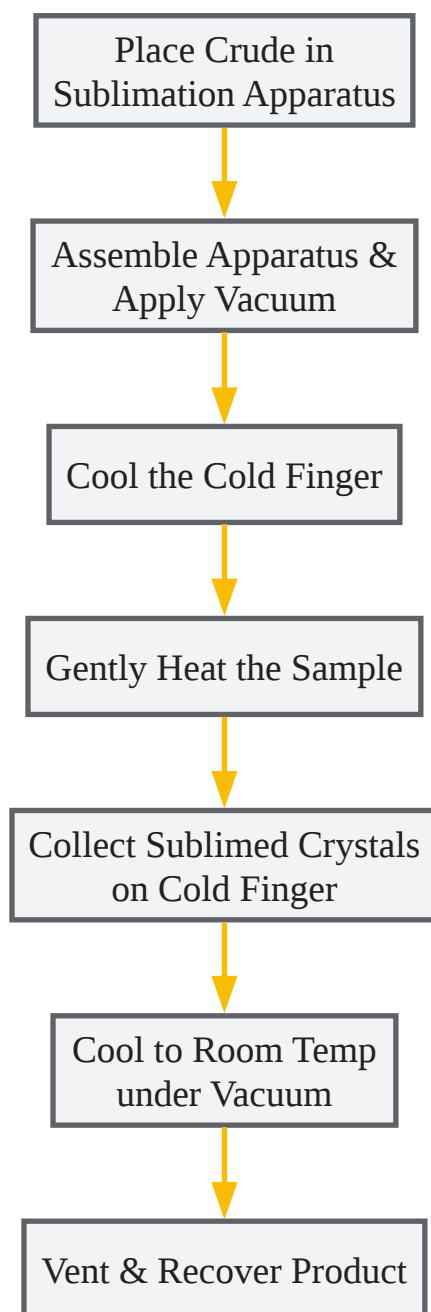 Place Crude in
Sublimation Apparatus
Assemble Apparatus &
Apply Vacuum
Cool the Cold Finger
Gently Heat the Sample
Collect Sublimed Crystals
on Cold Finger
Cool to Room Temp
under Vacuum
Vent & Recover Product